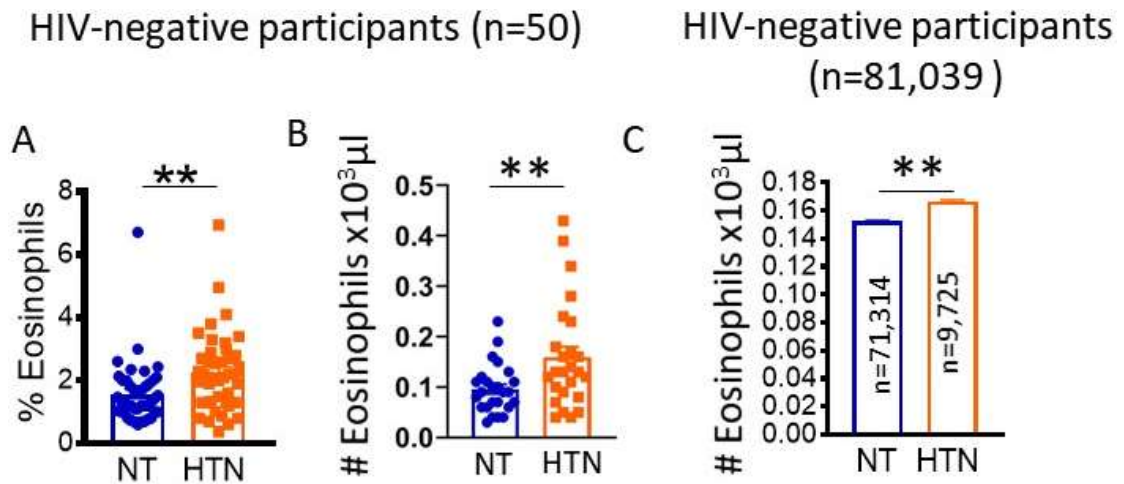 HIV-negative participants (n=50)
HIV-negative participants
(n=81,039 )
A
**
% Eosinophils
8
6
4
2
0
NT HTN
B
**
# Eosinophils x10³µl
0.5
0.4
0.3
0.2
0.1
0.0
NT HTN
C
**
# Eosinophils x10³µl
0.18
0.16
0.14
0.12
0.10
0.08
0.06
0.04
0.02
0.00
n=71,314
n=9,725
NT HTN